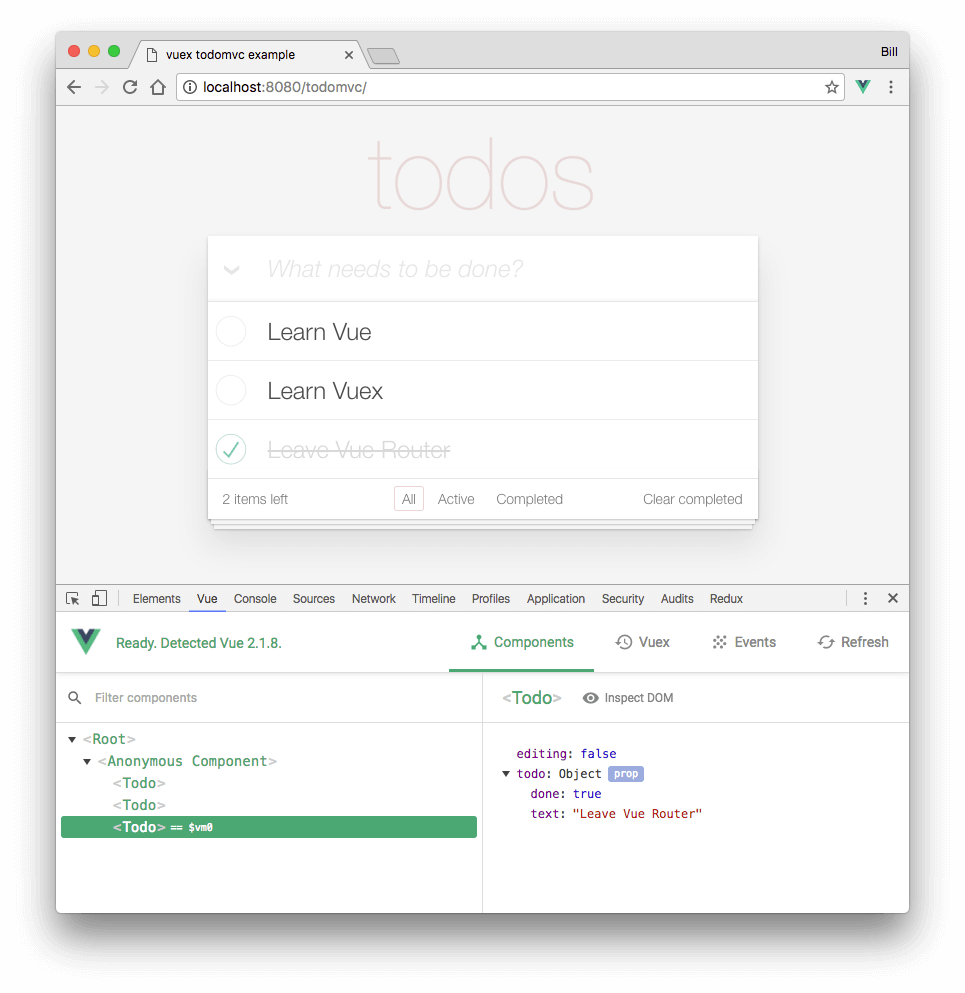 vuex todomvc example
Bill
localhost:8080/todomvc/
todos
What needs to be done?
Learn Vue
Learn Vuex
Leave Vue Router
2 items left All Active Completed Clear completed
Elements Vue Console Sources Network Timeline Profiles Application Security Audits Redux
Ready. Detected Vue 2.1.8. Components Vuex Events Refresh
Filter components
<Todo> Inspect DOM
<Root>
<Anonymous Component>
<Todo>
<Todo>
<Todo> == $vm0
editing: false
todo: Object prop
done: true
text: "Leave Vue Router"